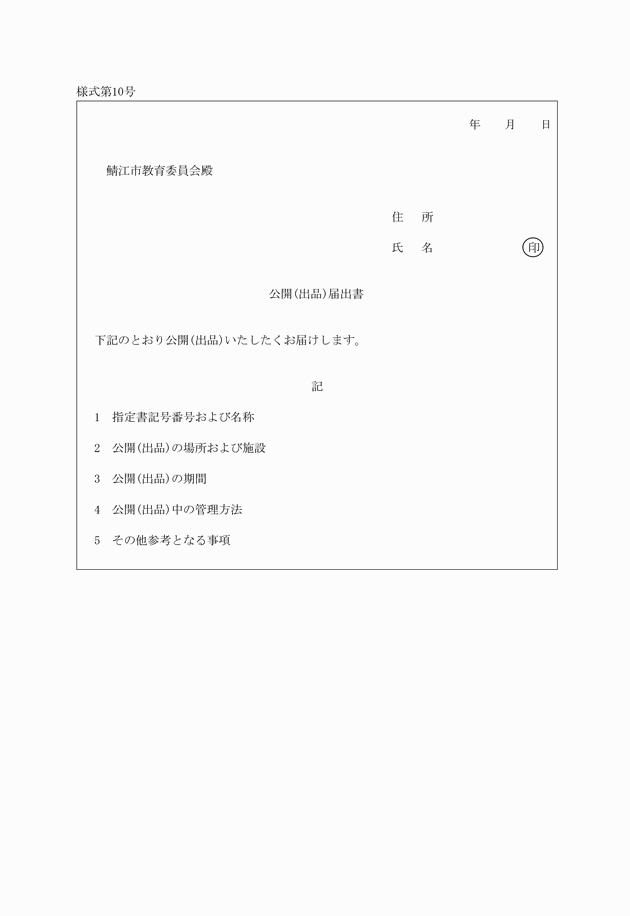 様式第10号
年　　月　　日
鯖江市教育委員会殿
住　所
氏　名　　　　　　　　印
公開(出品)届出書
下記のとおり公開(出品)いたしたくお届けします。
記
1　指定書記号番号および名称
2　公開(出品)の場所および施設
3　公開(出品)の期間
4　公開(出品)中の管理方法
5　その他参考となる事項